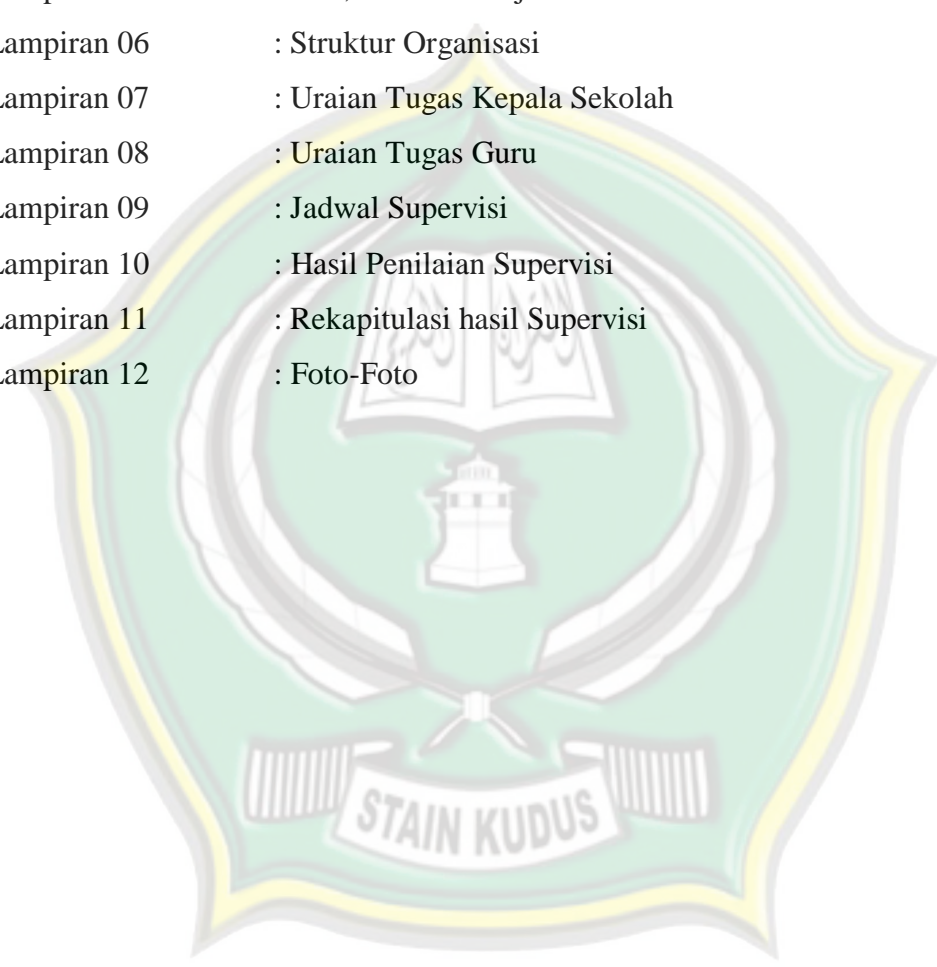 Lampiran 06 : Struktur Organisasi
Lampiran 07 : Uraian Tugas Kepala Sekolah
Lampiran 08 : Uraian Tugas Guru
Lampiran 09 : Jadwal Supervisi
Lampiran 10 : Hasil Penilaian Supervisi
Lampiran 11 : Rekapitulasi hasil Supervisi
Lampiran 12 : Foto-Foto
STAIN KUDUS